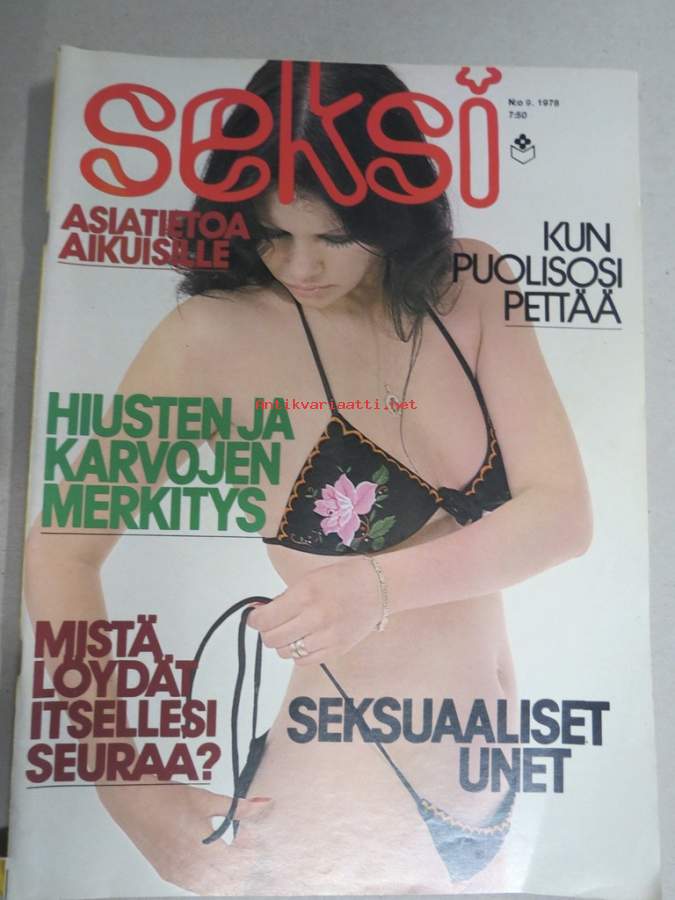 seksi
N:o 9. 1978
7:50
ASIATIETOA
AIKUISILLE
KUN
PUOLISOSI
PETTÄÄ
HIUSTEN JA
KARVOJEN
MERKITYS
antikvariaatti.net
MISTÄ
LÖYDÄT
ITSELLESI
SEURAA?
SEKSUAALISET
UNET